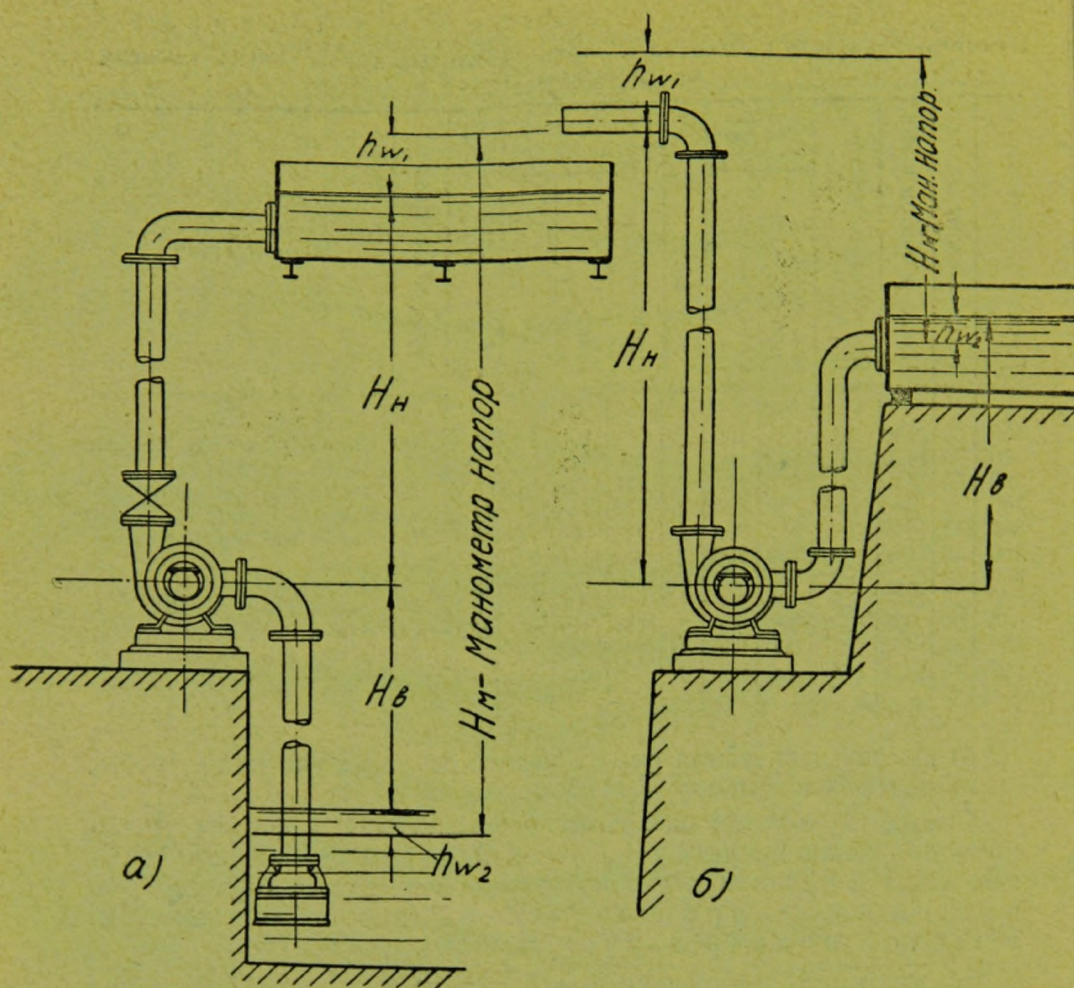 hw₁
Hн
Hв
Hм- Манометр напор
hw₂
а)
hw₁
Hн
Hм-Ман. напор
hw₂
Hв
б)